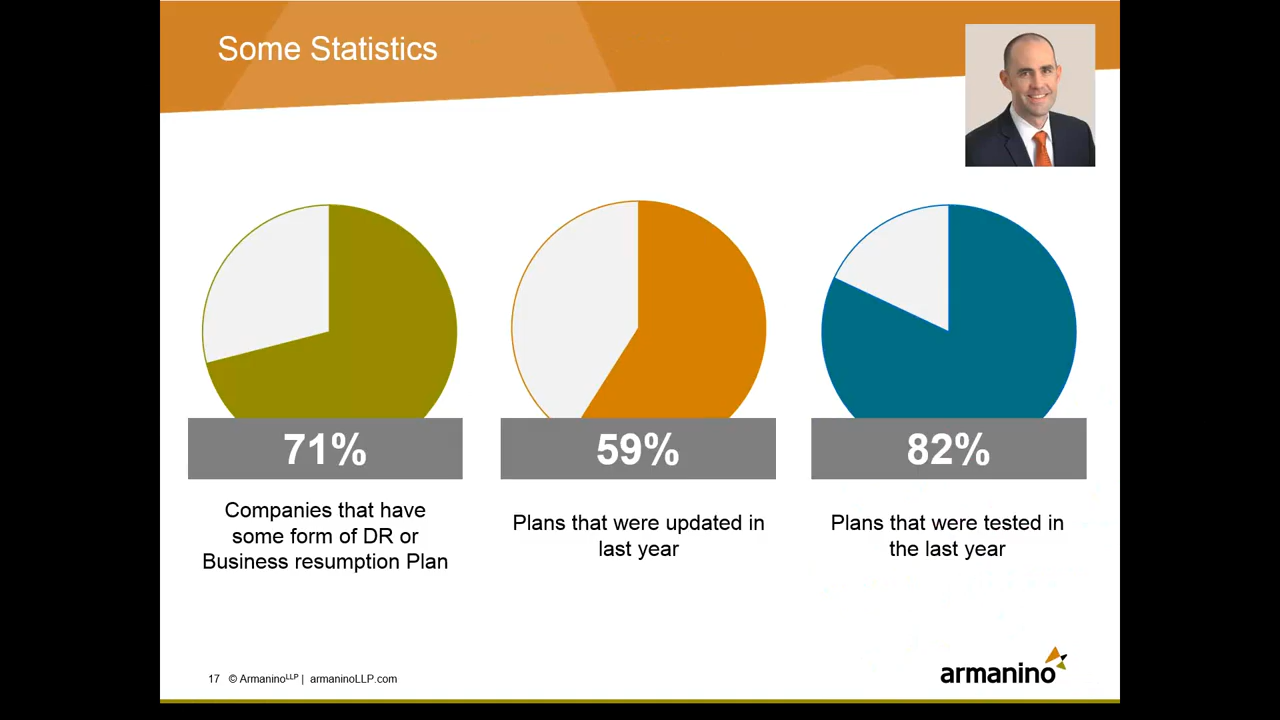 Some Statistics
71%
Companies that have
some form of DR or
Business resumption Plan
59%
Plans that were updated in
last year
82%
Plans that were tested in
the last year
17 © ArmaninoLLP | armaninoLLP.com
armanino